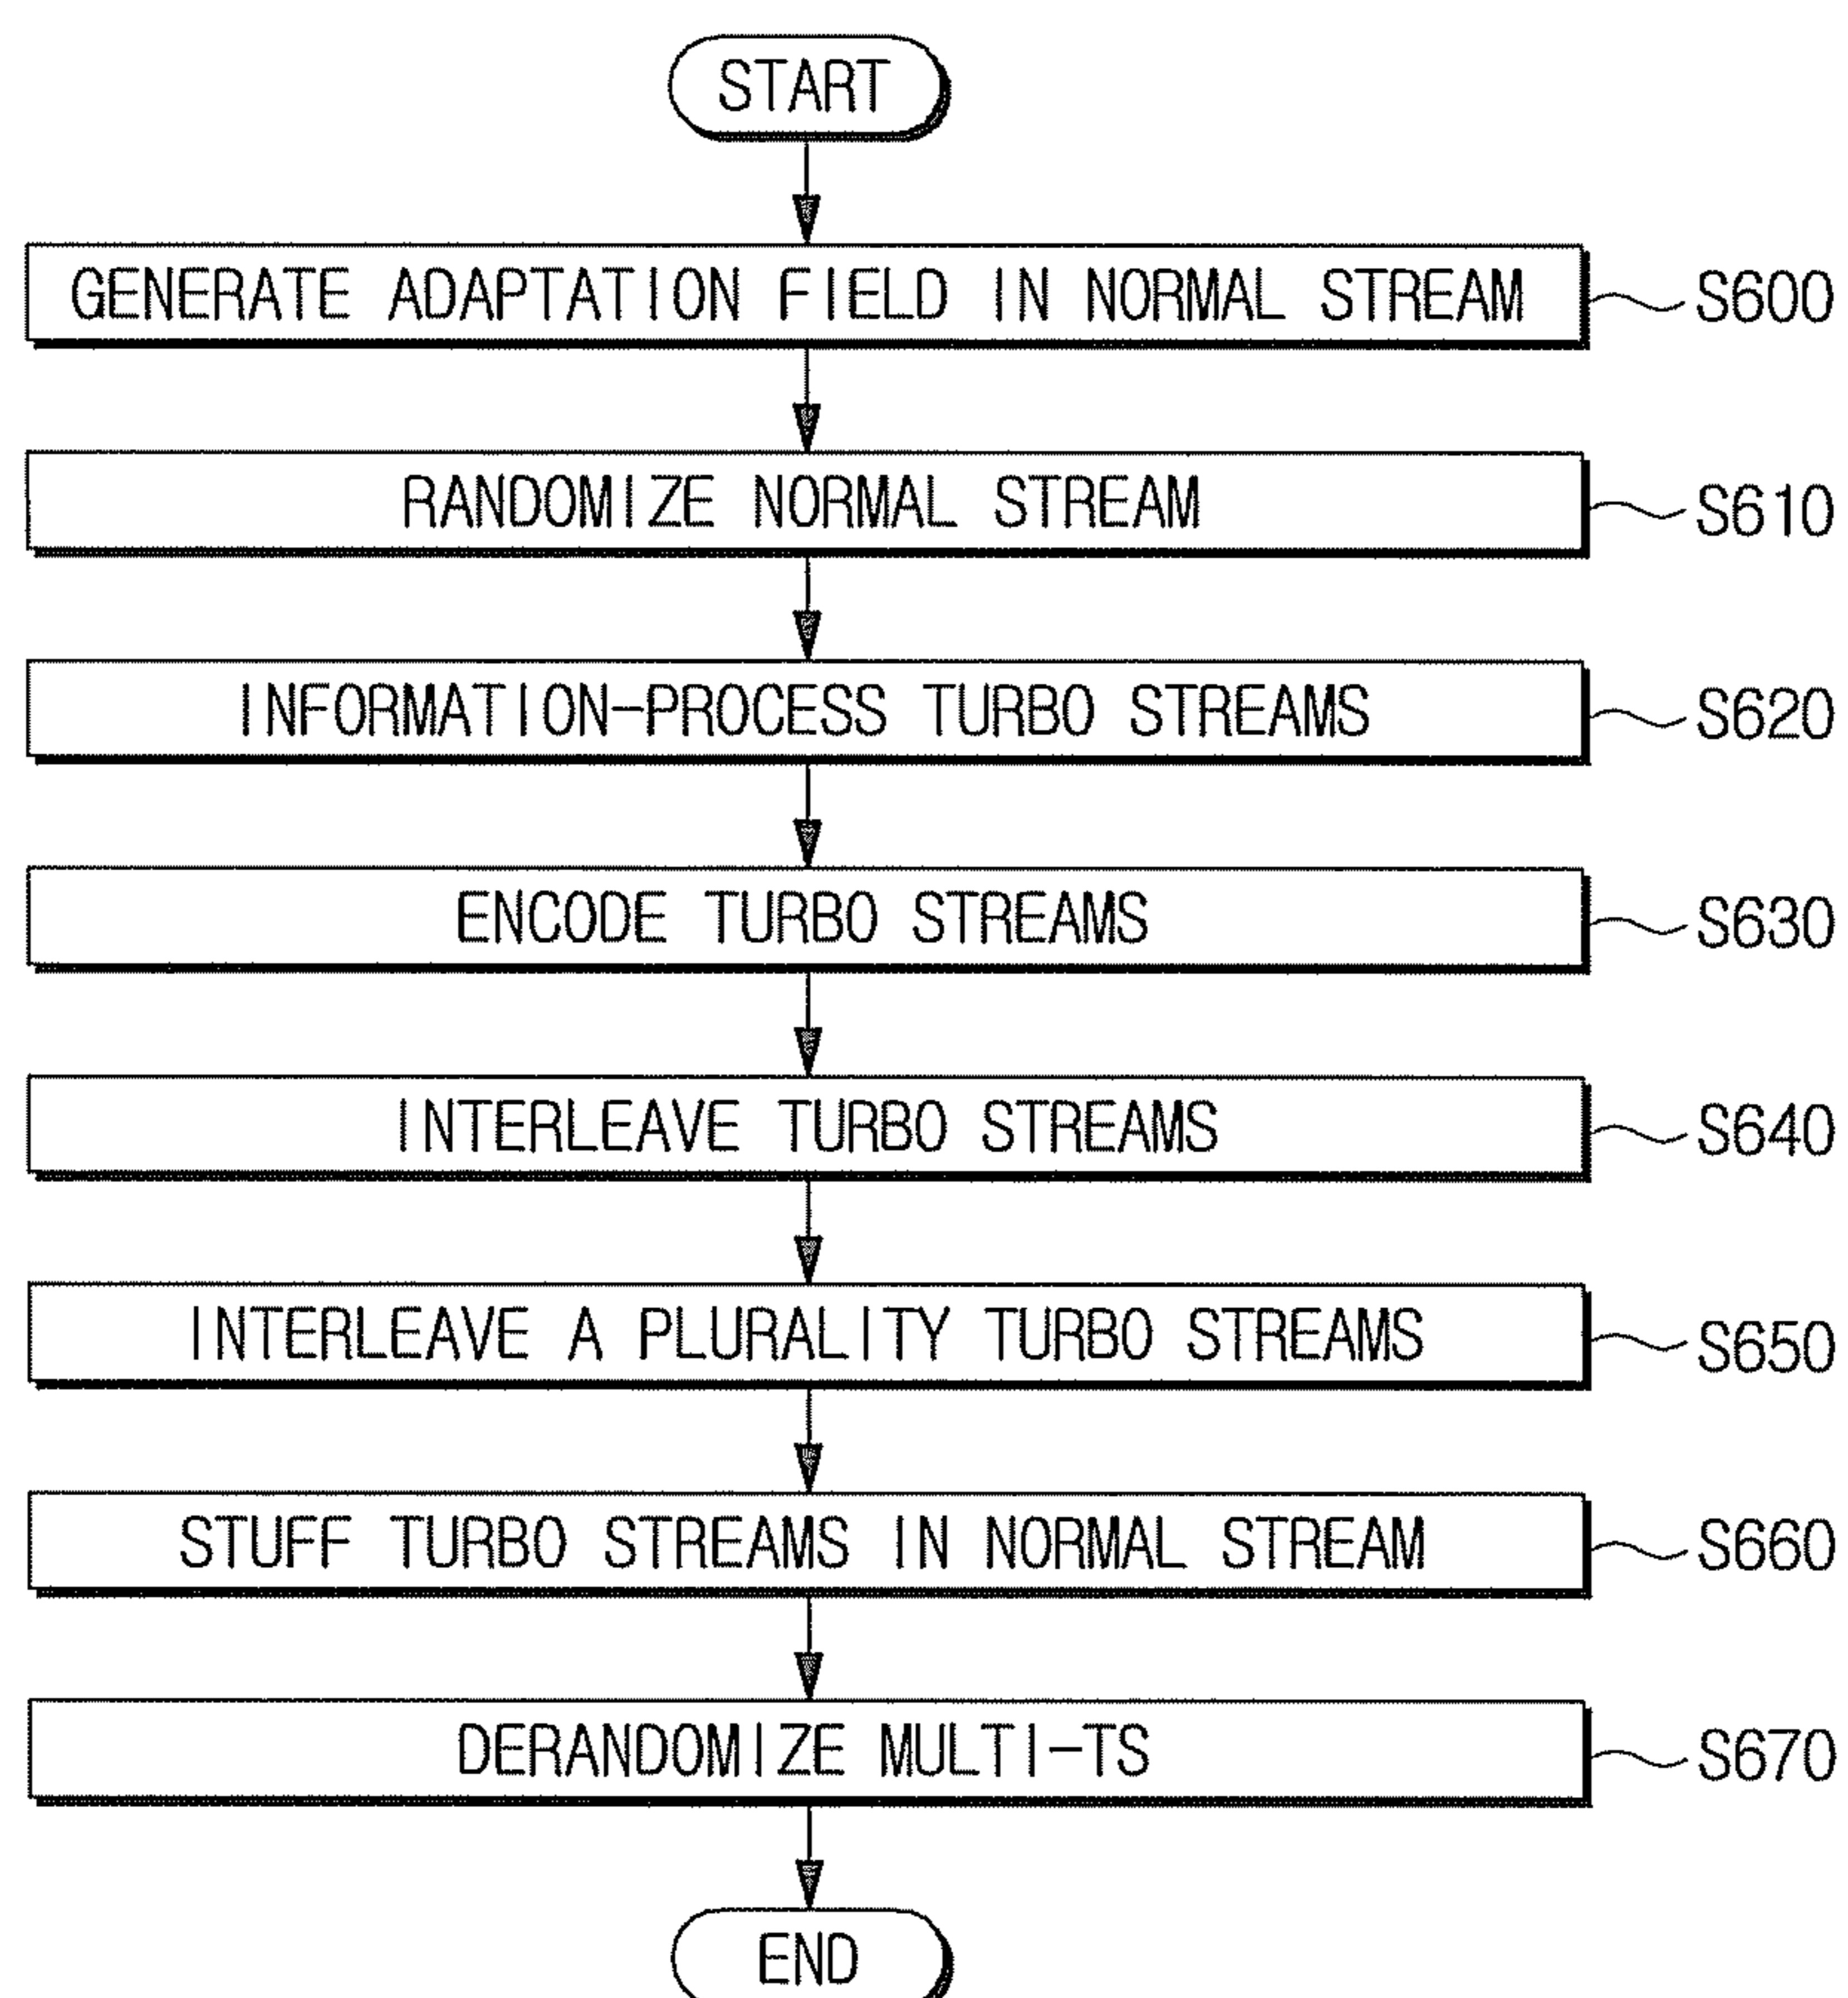 START
GENERATE ADAPTATION FIELD IN NORMAL STREAM
S600
RANDOMIZE NORMAL STREAM
S610
INFORMATION-PROCESS TURBO STREAMS
S620
ENCODE TURBO STREAMS
S630
INTERLEAVE TURBO STREAMS
S640
INTERLEAVE A PLURALITY TURBO STREAMS
S650
STUFF TURBO STREAMS IN NORMAL STREAM
S660
DERANDOMIZE MULTI-TS
S670
END